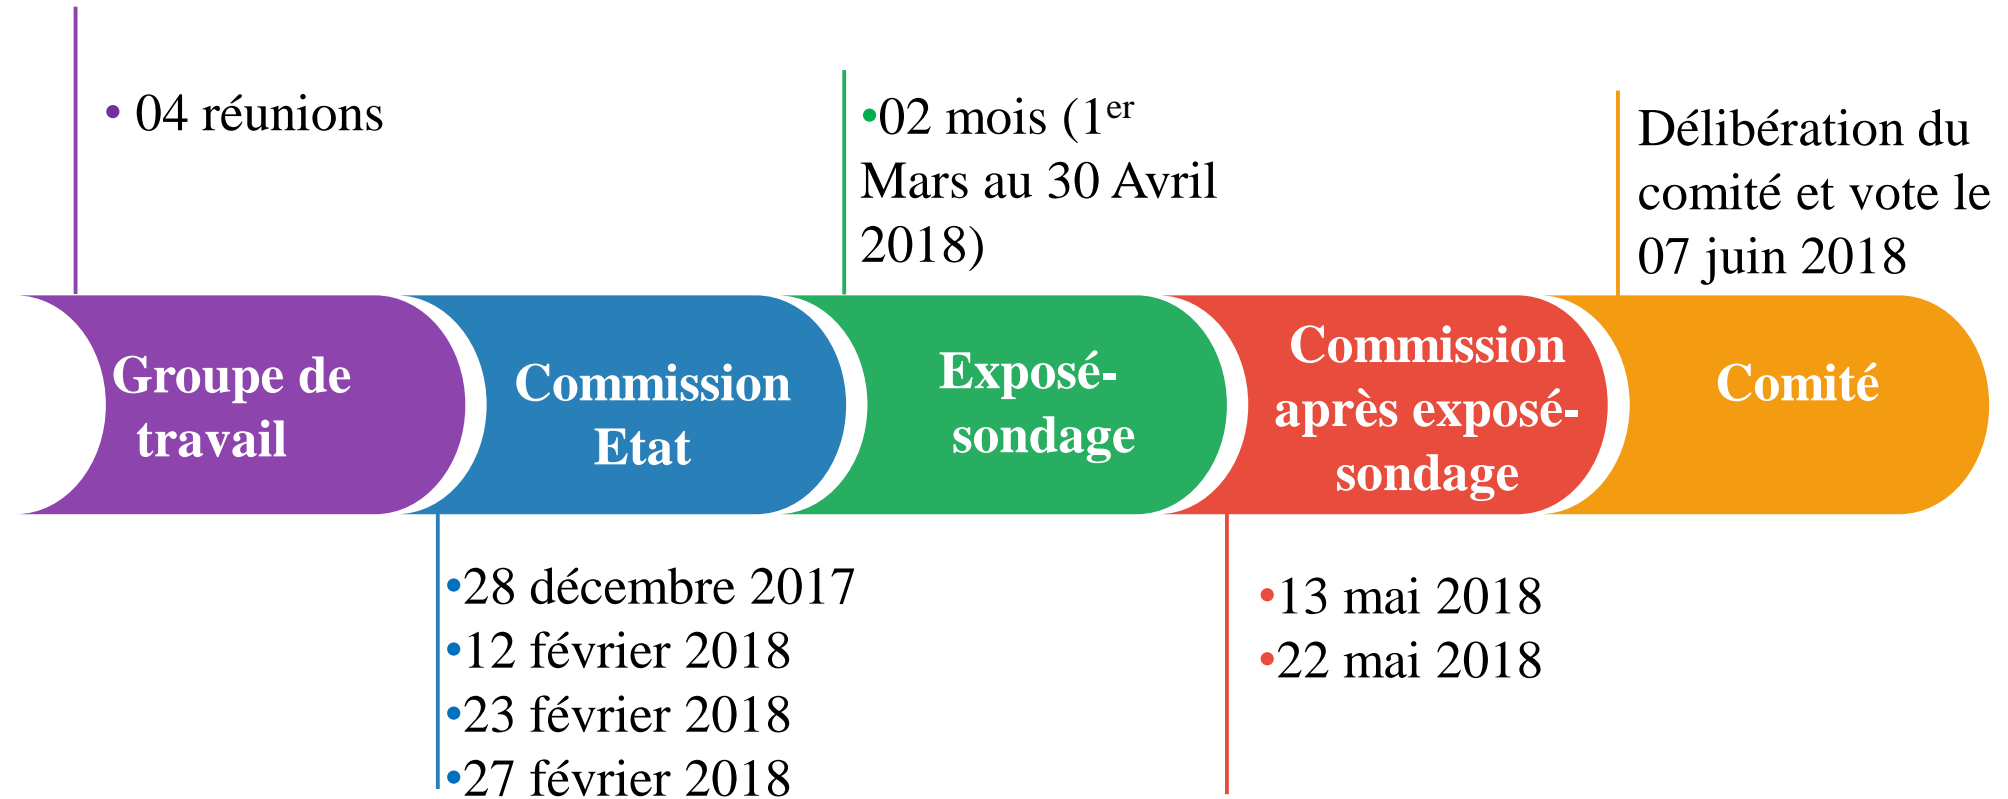 • 04 réunions
•02 mois (1er
Mars au 30 Avril
2018)
Délibération du
comité et vote le
07 juin 2018
Groupe de
travail
Commission
Etat
Exposé-
sondage
Commission
après exposé-
sondage
Comité
•28 décembre 2017
•12 février 2018
•23 février 2018
•27 février 2018
•13 mai 2018
•22 mai 2018